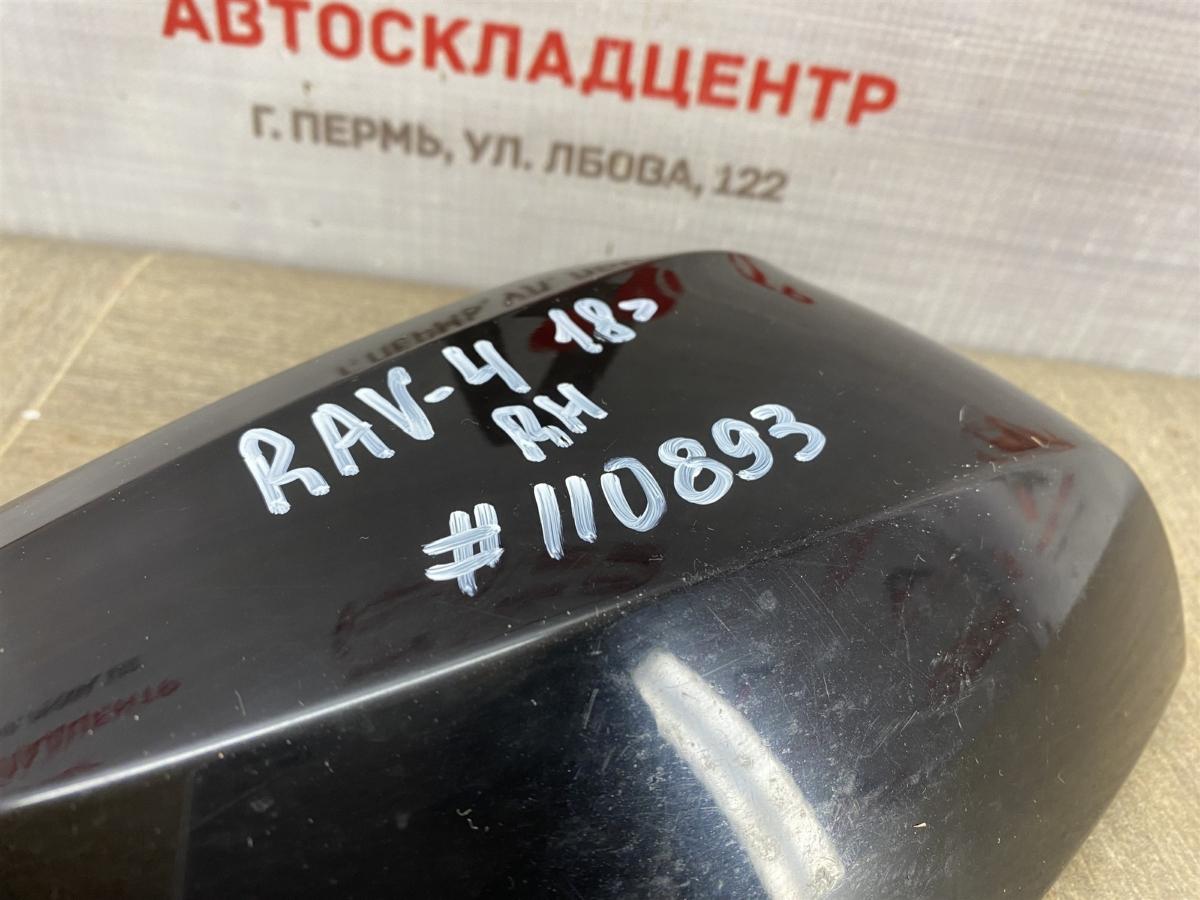 АВТОСКЛАДЦЕНТР
Г. ПЕРМЬ, УЛ. ЛБОВА, 122
RAV-4 18>
RH
#110893